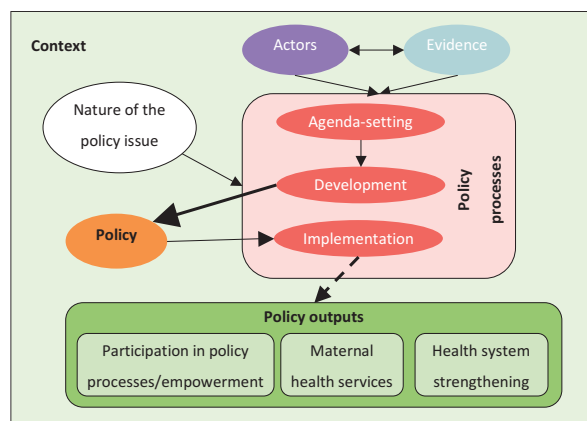 Context
Actors
Evidence
Nature of the
policy issue
Agenda-setting
Development
Implementation
Policy
processes
Policy
Policy outputs
Participation in policy
processes/empowerment
Maternal
health services
Health system
strengthening